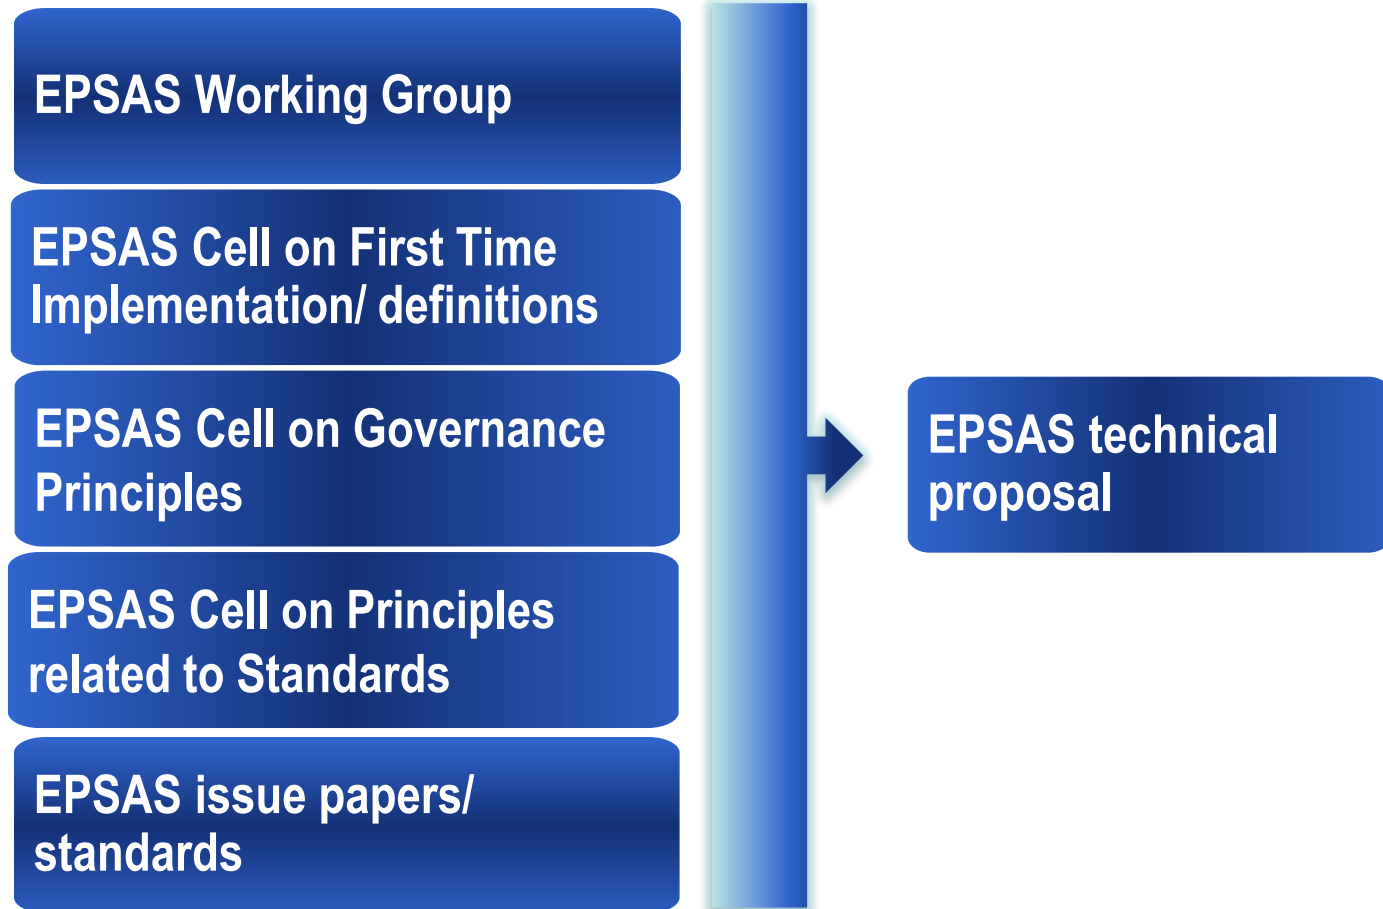 EPSAS Working Group
EPSAS Cell on First Time
Implementation/ definitions
EPSAS Cell on Governance
Principles
EPSAS Cell on Principles
related to Standards
EPSAS issue papers/
standards
EPSAS technical
proposal